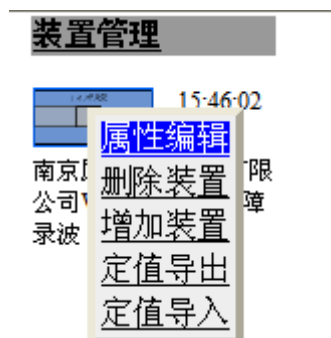 装置管理
15:46:02
属性编辑
南京
限
删除装置
公司
障
增加装置
录波
定值导出
定值导入